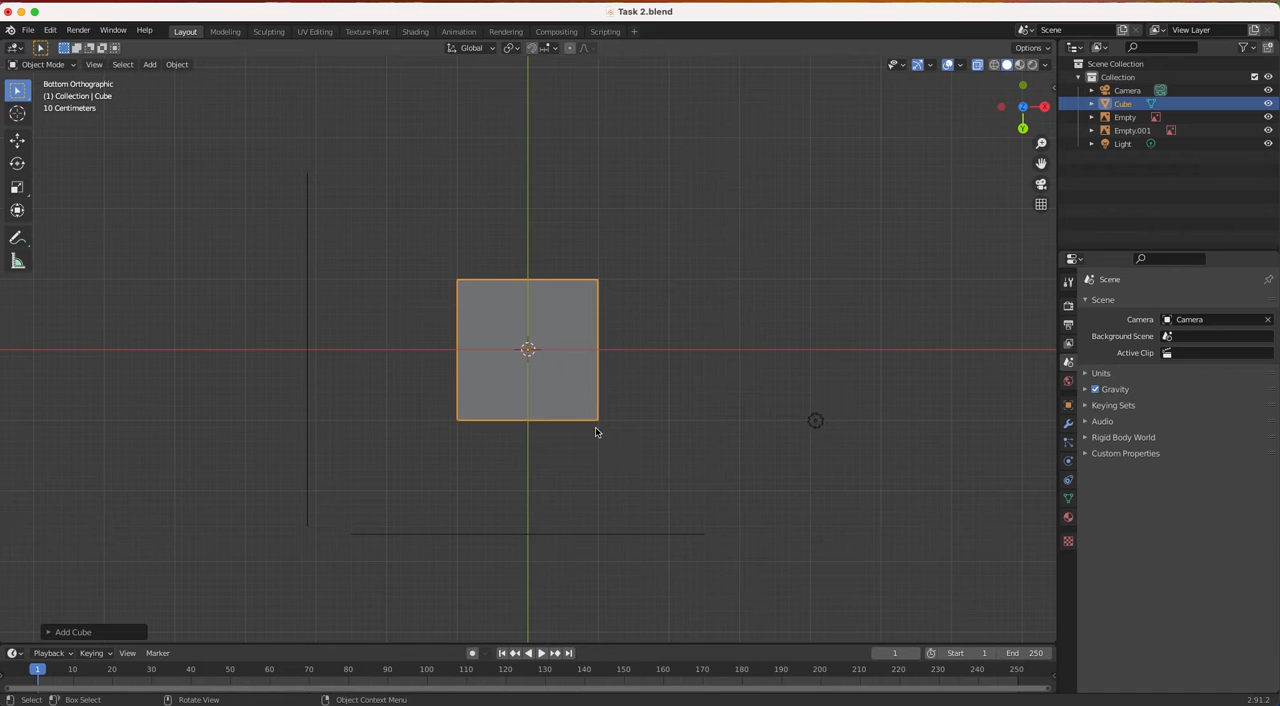 Task 2.blend
File Edit Render Window Help Layout Modeling Sculpting UV Editing Texture Paint Shading Animation Rendering Compositing Scripting + Scene View Layer
Global Options
Object Mode View Select Add Object
Bottom Orthographic
(1) Collection | Cube
10 Centimeters
X
Y
Z
Scene Collection
Collection
Camera
Cube
Empty
Empty.001
Light
Scene
Scene
Camera Camera
Background Scene
Active Clip
Units
Gravity
Keying Sets
Audio
Rigid Body World
Custom Properties
Add Cube
Playback Keying View Marker 1 Start 1 End 250
1 10 20 30 40 50 60 70 80 90 100 110 120 130 140 150 160 170 180 190 200 210 220 230 240 250
Select Box Select Rotate View Object Context Menu 2.91.2